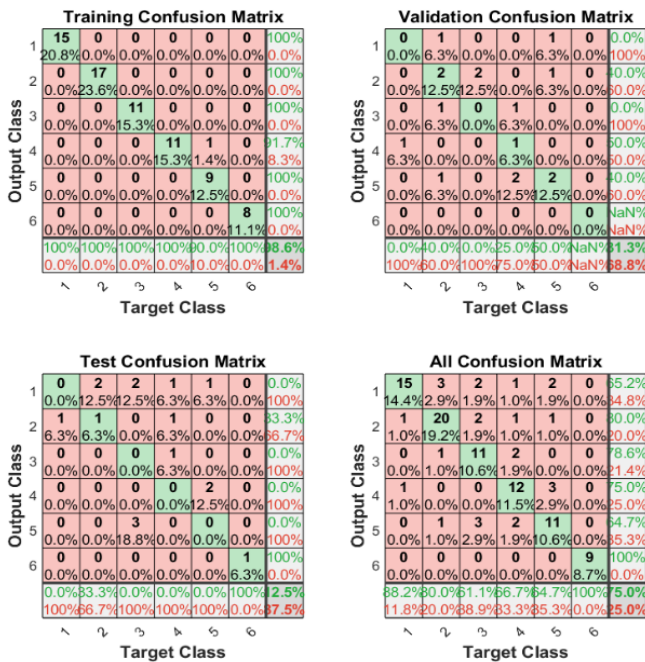 Training Confusion Matrix
Output Class
1
15 0 0 0 0 0 100%
20.8% 0.0% 0.0% 0.0% 0.0% 0.0% 0.0%
2
0 17 0 0 0 0 100%
0.0% 23.6% 0.0% 0.0% 0.0% 0.0% 0.0%
3
0 0 11 0 0 0 100%
0.0% 0.0% 15.3% 0.0% 0.0% 0.0% 0.0%
4
0 0 0 11 1 0 91.7%
0.0% 0.0% 0.0% 15.3% 1.4% 0.0% 8.3%
5
0 0 0 0 9 0 100%
0.0% 0.0% 0.0% 0.0% 12.5% 0.0% 0.0%
6
0 0 0 0 0 8 100%
0.0% 0.0% 0.0% 0.0% 0.0% 11.1% 0.0%
100% 100% 100% 100% 90.0% 100% 98.6%
0.0% 0.0% 0.0% 0.0% 10.0% 0.0% 1.4%
1 2 3 4 5 6
Target Class
Validation Confusion Matrix
Output Class
1
0 1 0 0 1 0 0.0%
0.0% 6.3% 0.0% 0.0% 6.3% 0.0% 100%
2
0 2 2 0 1 0 40.0%
0.0% 12.5% 12.5% 0.0% 6.3% 0.0% 60.0%
3
0 1 0 1 0 0 0.0%
0.0% 6.3% 0.0% 6.3% 0.0% 0.0% 100%
4
1 0 0 1 0 0 50.0%
6.3% 0.0% 0.0% 6.3% 0.0% 0.0% 50.0%
5
0 1 0 2 2 0 40.0%
0.0% 6.3% 0.0% 12.5% 12.5% 0.0% 60.0%
6
0 0 0 0 0 0 NaN%
0.0% 0.0% 0.0% 0.0% 0.0% 0.0% NaN%
0.0% 40.0% 0.0% 25.0% 50.0% NaN% 31.3%
100% 60.0% 100% 75.0% 50.0% NaN% 68.8%
1 2 3 4 5 6
Target Class
Test Confusion Matrix
Output Class
1
0 2 2 1 1 0 0.0%
0.0% 12.5% 12.5% 6.3% 6.3% 0.0% 100%
2
1 1 0 1 0 0 33.3%
6.3% 6.3% 0.0% 6.3% 0.0% 0.0% 66.7%
3
0 0 0 1 0 0 0.0%
0.0% 0.0% 0.0% 6.3% 0.0% 0.0% 100%
4
0 0 0 0 2 0 0.0%
0.0% 0.0% 0.0% 0.0% 12.5% 0.0% 100%
5
0 0 3 0 0 0 0.0%
0.0% 0.0% 18.8% 0.0% 0.0% 0.0% 100%
6
0 0 0 0 0 1 100%
0.0% 0.0% 0.0% 0.0% 0.0% 6.3% 0.0%
0.0% 33.3% 0.0% 0.0% 0.0% 100% 12.5%
100% 66.7% 100% 100% 100% 0.0% 87.5%
1 2 3 4 5 6
Target Class
All Confusion Matrix
Output Class
1
15 3 2 1 2 0 65.2%
14.4% 2.9% 1.9% 1.0% 1.9% 0.0% 34.8%
2
1 20 2 1 1 0 80.0%
1.0% 19.2% 1.9% 1.0% 1.0% 0.0% 20.0%
3
0 1 11 2 0 0 78.6%
0.0% 1.0% 10.6% 1.9% 0.0% 0.0% 21.4%
4
1 0 0 12 3 0 75.0%
1.0% 0.0% 0.0% 11.5% 2.9% 0.0% 25.0%
5
0 1 3 2 11 0 64.7%
0.0% 1.0% 2.9% 1.9% 10.6% 0.0% 35.3%
6
0 0 0 0 0 9 100%
0.0% 0.0% 0.0% 0.0% 0.0% 8.7% 0.0%
88.2% 80.0% 61.1% 66.7% 64.7% 100% 75.0%
11.8% 20.0% 38.9% 33.3% 35.3% 0.0% 25.0%
1 2 3 4 5 6
Target Class